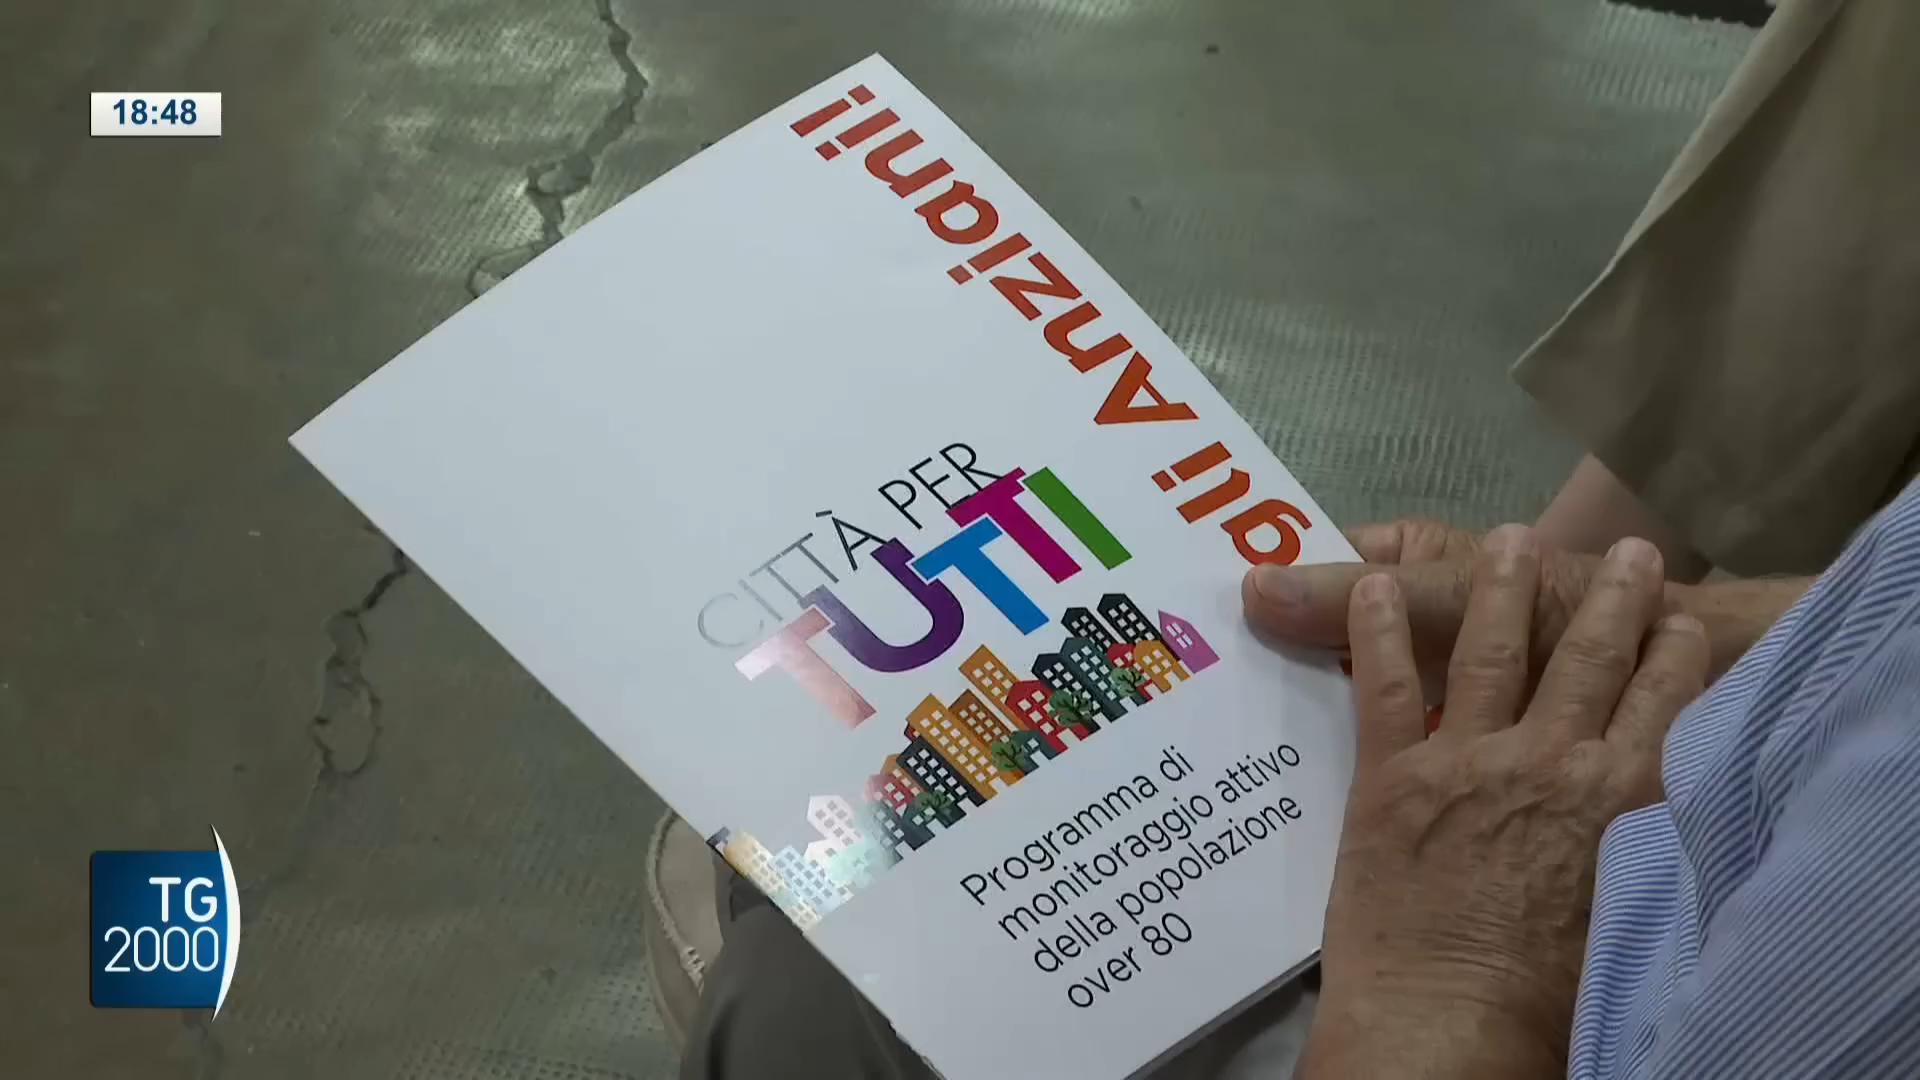 18:48
gli Anziani!
CITTÀ PER
TUTTI
Programma di
monitoraggio attivo
della popolazione
over 80
TG
2000